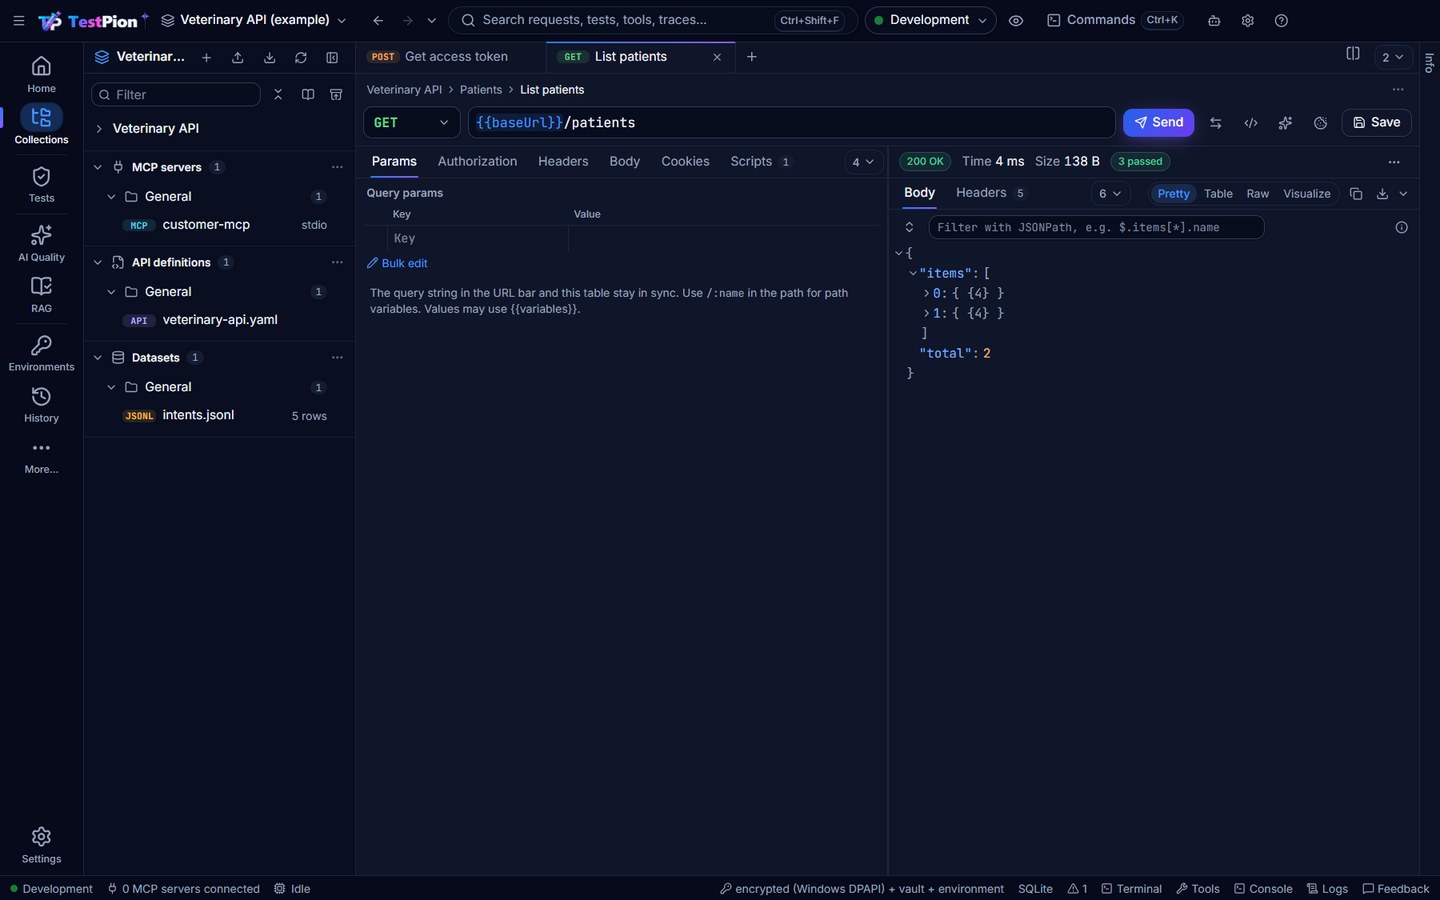 TestPion
Veterinary API (example)
Search requests, tests, tools, traces...
Ctrl+Shift+F
Development
Commands
Ctrl+K
Home
Collections
Tests
AI Quality
RAG
Environments
History
More...
Settings
Veterinar...
Filter
Veterinary API
MCP servers 1
General 1
MCP customer-mcp stdio
API definitions 1
General 1
API veterinary-api.yaml
Datasets 1
General 1
JSONL intents.jsonl 5 rows
POST Get access token
GET List patients
2
Info
Veterinary API > Patients > List patients
GET
{{baseUrl}}/patients
Send
Save
Params Authorization Headers Body Cookies Scripts 1 4
Query params
Key Value
Key
Bulk edit
The query string in the URL bar and this table stay in sync. Use /:name in the path for path
variables. Values may use {{variables}}.
200 OK Time 4 ms Size 138 B 3 passed
Body Headers 5 6 Pretty Table Raw Visualize
Filter with JSONPath, e.g. $.items[*].name
{
"items": [
0: { {4} }
1: { {4} }
]
"total": 2
}
Development 0 MCP servers connected Idle
encrypted (Windows DPAPI) + vault + environment SQLite 1 Terminal Tools Console Logs Feedback